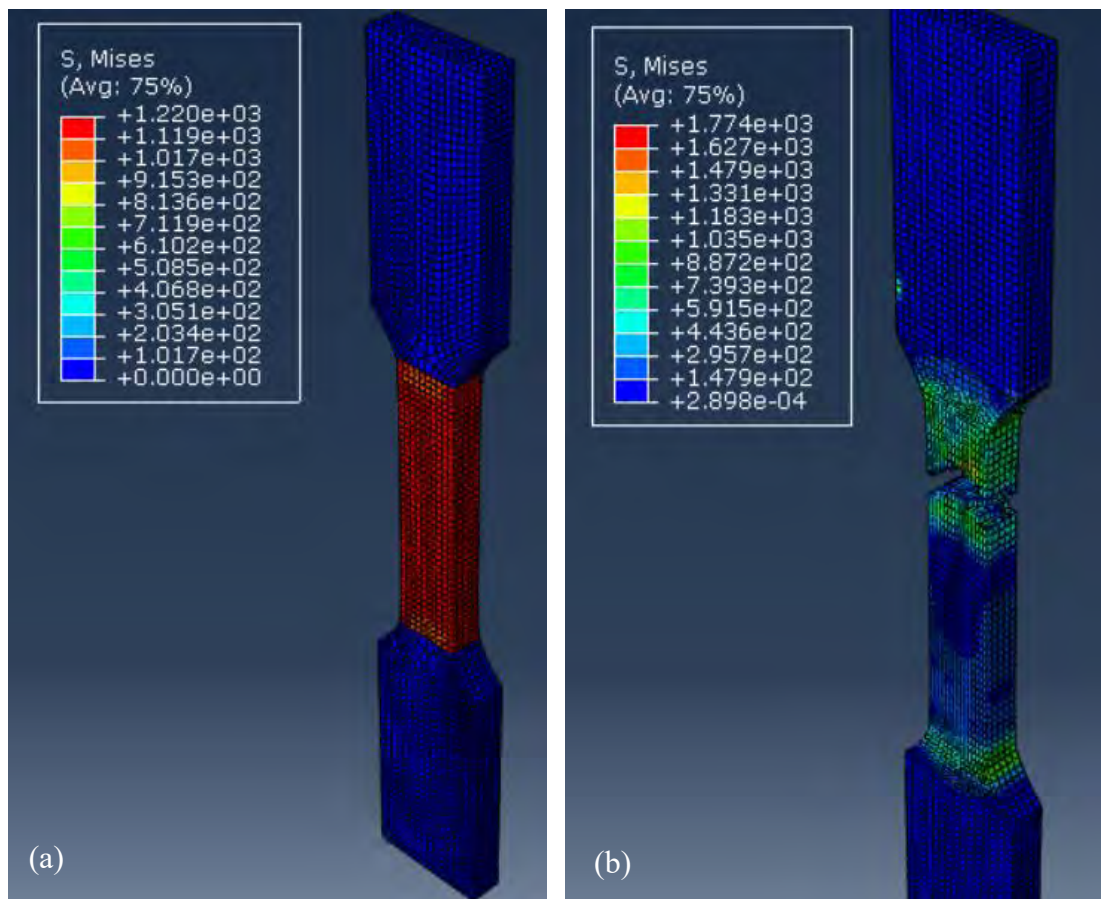 S, Mises
(Avg: 75%)
+1.220e+03
+1.119e+03
+1.017e+03
+9.153e+02
+8.136e+02
+7.119e+02
+6.102e+02
+5.085e+02
+4.068e+02
+3.051e+02
+2.034e+02
+1.017e+02
+0.000e+00
(a)
S, Mises
(Avg: 75%)
+1.774e+03
+1.627e+03
+1.479e+03
+1.331e+03
+1.183e+03
+1.035e+03
+8.872e+02
+7.393e+02
+5.915e+02
+4.436e+02
+2.957e+02
+1.479e+02
+2.898e-04
(b)